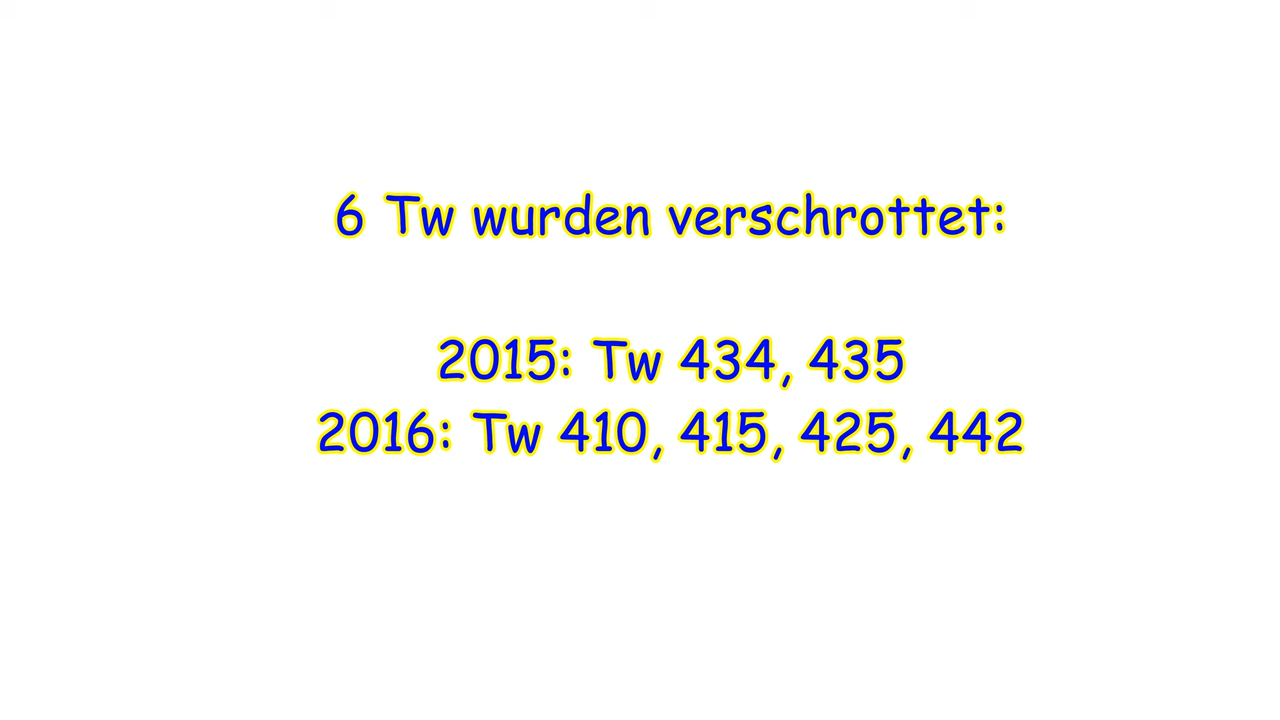 6 Tw wurden verschrottet:
2015: Tw 434, 435
2016: Tw 410, 415, 425, 442